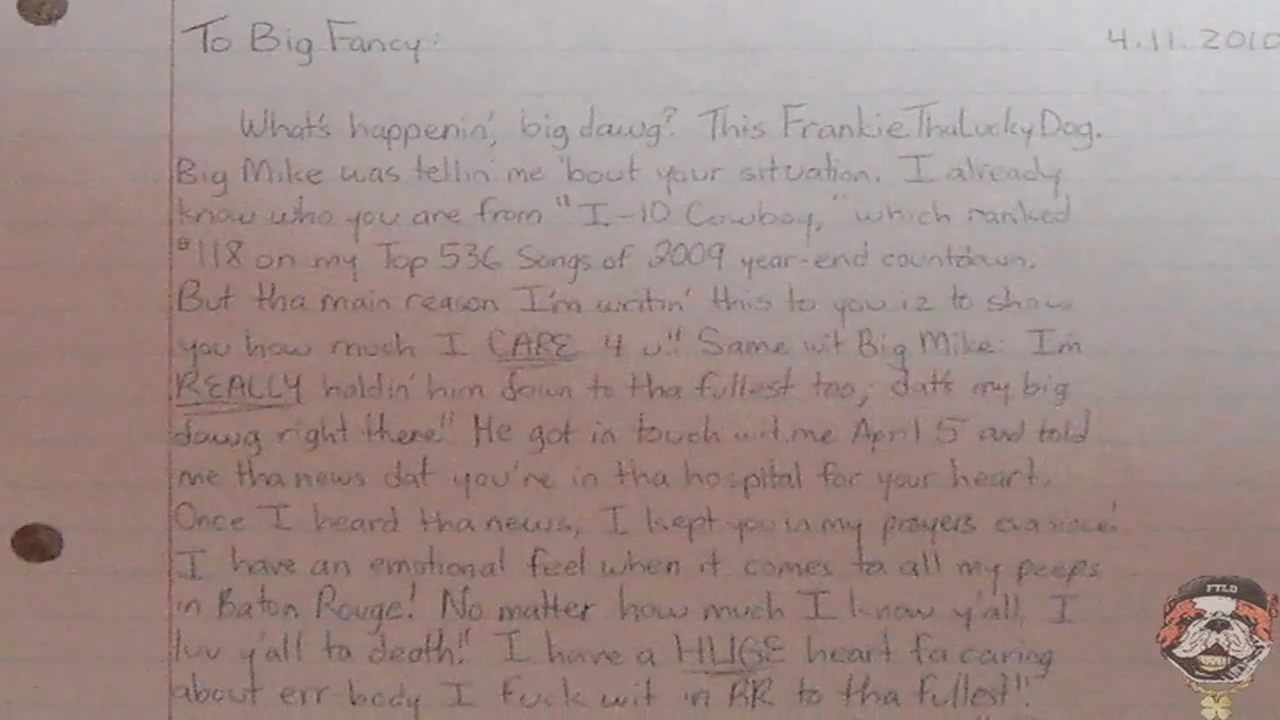 To Big Fancy: 4.11.2010
What's happenin', big dawg? This FrankieThaLuckyDog.
Big Mike was tellin' me 'bout your situation. I already
know who you are from "I-10 Cowboy," which ranked
#118 on my Top 536 Songs of 2009 year-end countdown.
But tha main reason I'm writin' this to you iz to show
you how much I CARE 4 u!! Same wit Big Mike: I'm
REALLY holdin' him down to tha fullest too; dat's my big
dawg right there!! He got in touch wit me April 5 and told
me tha news dat you're in tha hospital for your heart.
Once I heard tha news, I kept you in my prayers eva since!
I have an emotional feel when it comes ta all my peeps
in Baton Rouge! No matter how much I know y'all, I
luv y'all ta death!! I have a HUGE heart fa caring
about err body I fuck wit in BR to tha fullest!!
FTLD